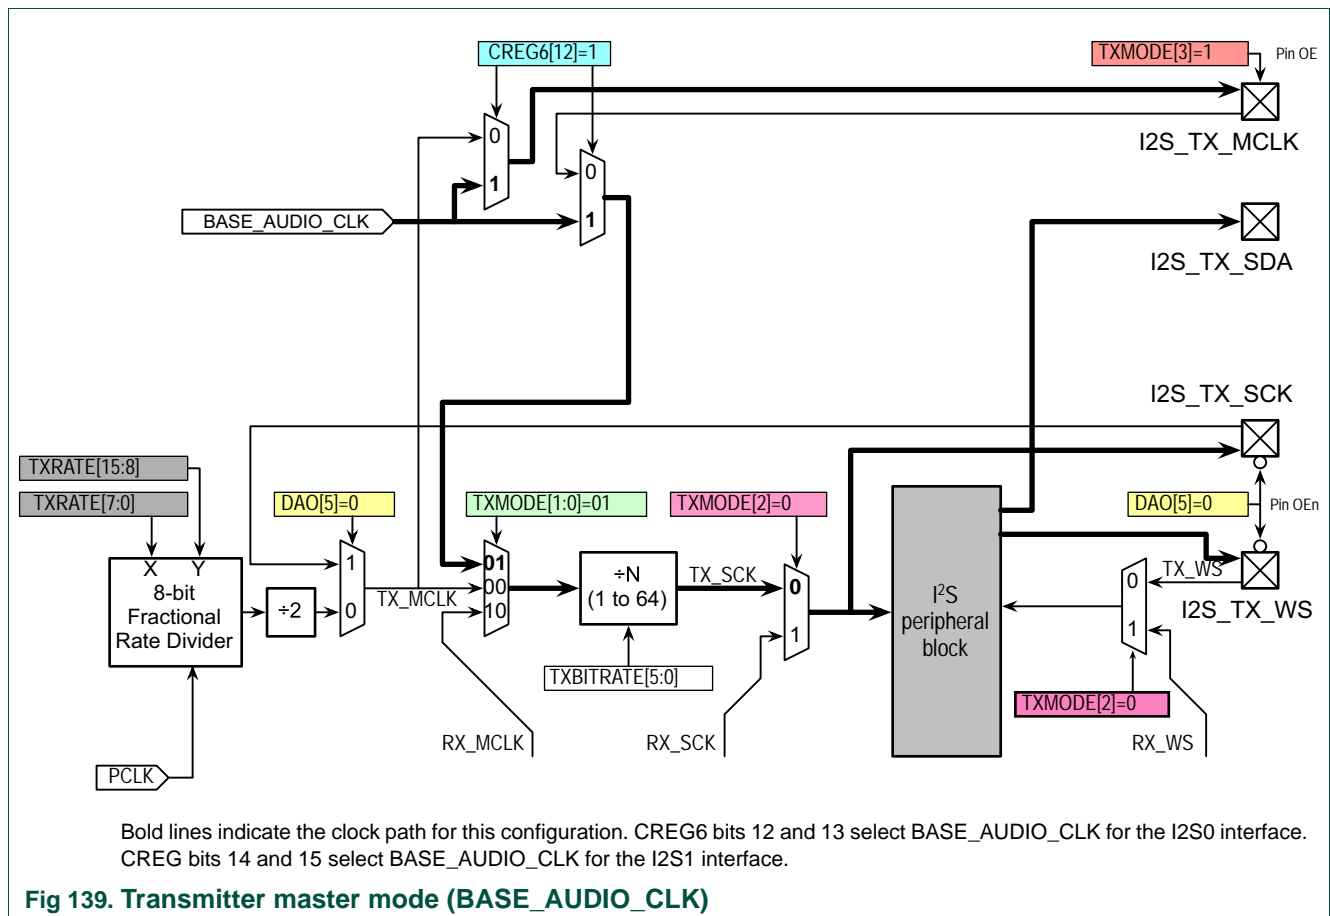 CREG6[12]=1
TXMODE[3]=1
Pin OE
0
1
I2S_TX_MCLK
0
1
BASE_AUDIO_CLK
I2S_TX_SDA
I2S_TX_SCK
TXRATE[15:8]
TXRATE[7:0]
DAO[5]=0
TXMODE[1:0]=01
TXMODE[2]=0
DAO[5]=0
Pin OEn
X Y
8-bit
Fractional
Rate Divider
÷2
1
0
TX_MCLK
01
00
10
÷N
(1 to 64)
TX_SCK
0
1
I²S
peripheral
block
0
1
TX_WS
I2S_TX_WS
TXBITRATE[5:0]
TXMODE[2]=0
RX_MCLK
RX_SCK
RX_WS
PCLK
Bold lines indicate the clock path for this configuration. CREG6 bits 12 and 13 select BASE_AUDIO_CLK for the I2S0 interface.
CREG bits 14 and 15 select BASE_AUDIO_CLK for the I2S1 interface.
Fig 139. Transmitter master mode (BASE_AUDIO_CLK)